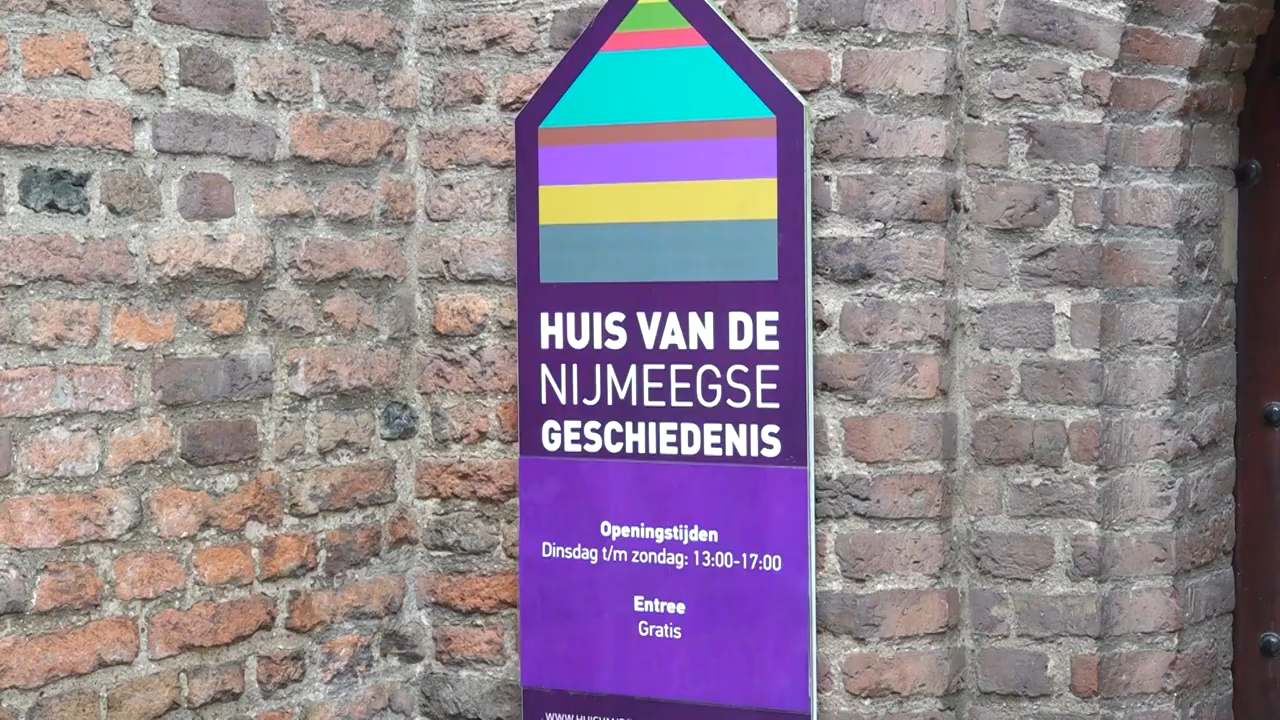 HUIS VAN DE
NIJMEEGSE
GESCHIEDENIS
Openingstijden
Dinsdag t/m zondag: 13:00-17:00
Entree
Gratis